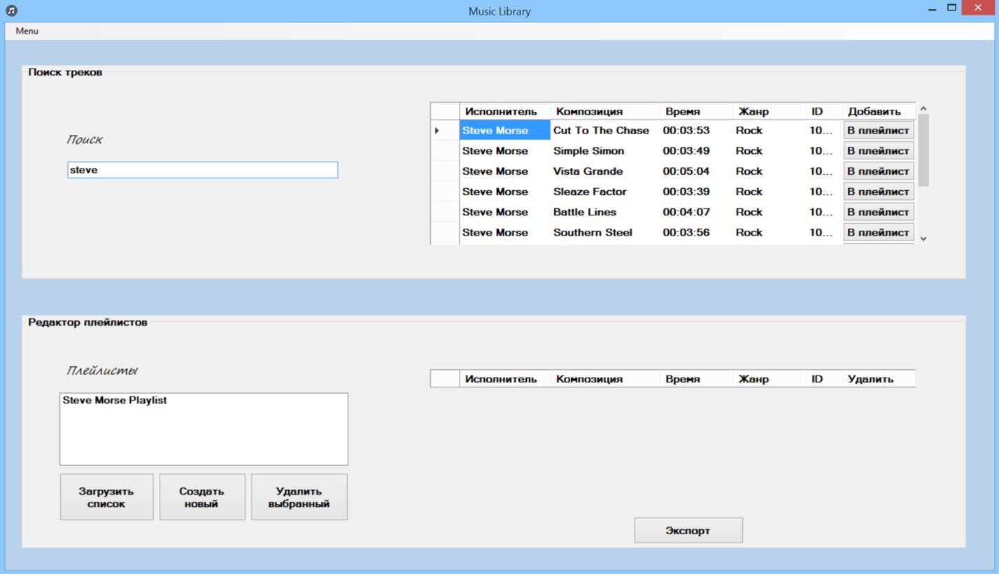 Music Library
Menu
Поиск треков
Поиск
steve
Исполнитель Композиция Время Жанр ID Добавить
Steve Morse Cut To The Chase 00:03:53 Rock 10... В плейлист
Steve Morse Simple Simon 00:03:49 Rock 10... В плейлист
Steve Morse Vista Grande 00:05:04 Rock 10... В плейлист
Steve Morse Sleaze Factor 00:03:39 Rock 10... В плейлист
Steve Morse Battle Lines 00:04:07 Rock 10... В плейлист
Steve Morse Southern Steel 00:03:56 Rock 10... В плейлист
Редактор плейлистов
Плейлисты
Steve Morse Playlist
Загрузить список
Создать новый
Удалить выбранный
Исполнитель Композиция Время Жанр ID Удалить
Экспорт